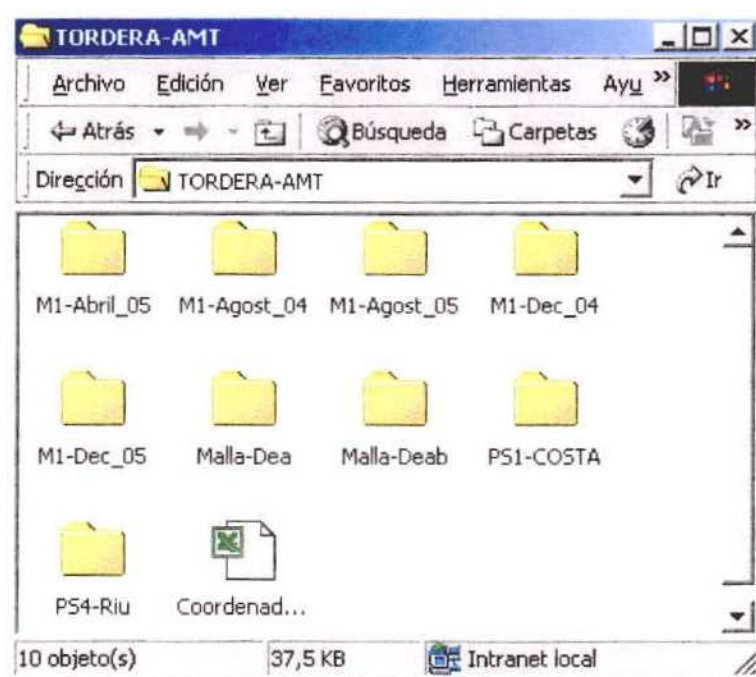 TORDERA-AMT
Archivo Edición Ver Favoritos Herramientas Ayu »
Atrás Búsqueda Carpetas »
Dirección TORDERA-AMT Ir
M1-Abril_05 M1-Agost_04 M1-Agost_05 M1-Dec_04
M1-Dec_05 Malla-Dea Malla-Deab PS1-COSTA
PS4-Riu Coordenad...
10 objeto(s) 37,5 KB Intranet local